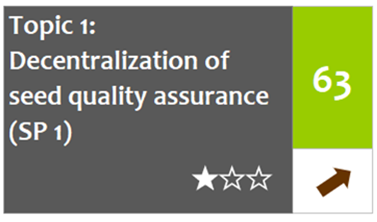 Topic 1:
Decentralization of
seed quality assurance
(SP 1)
63